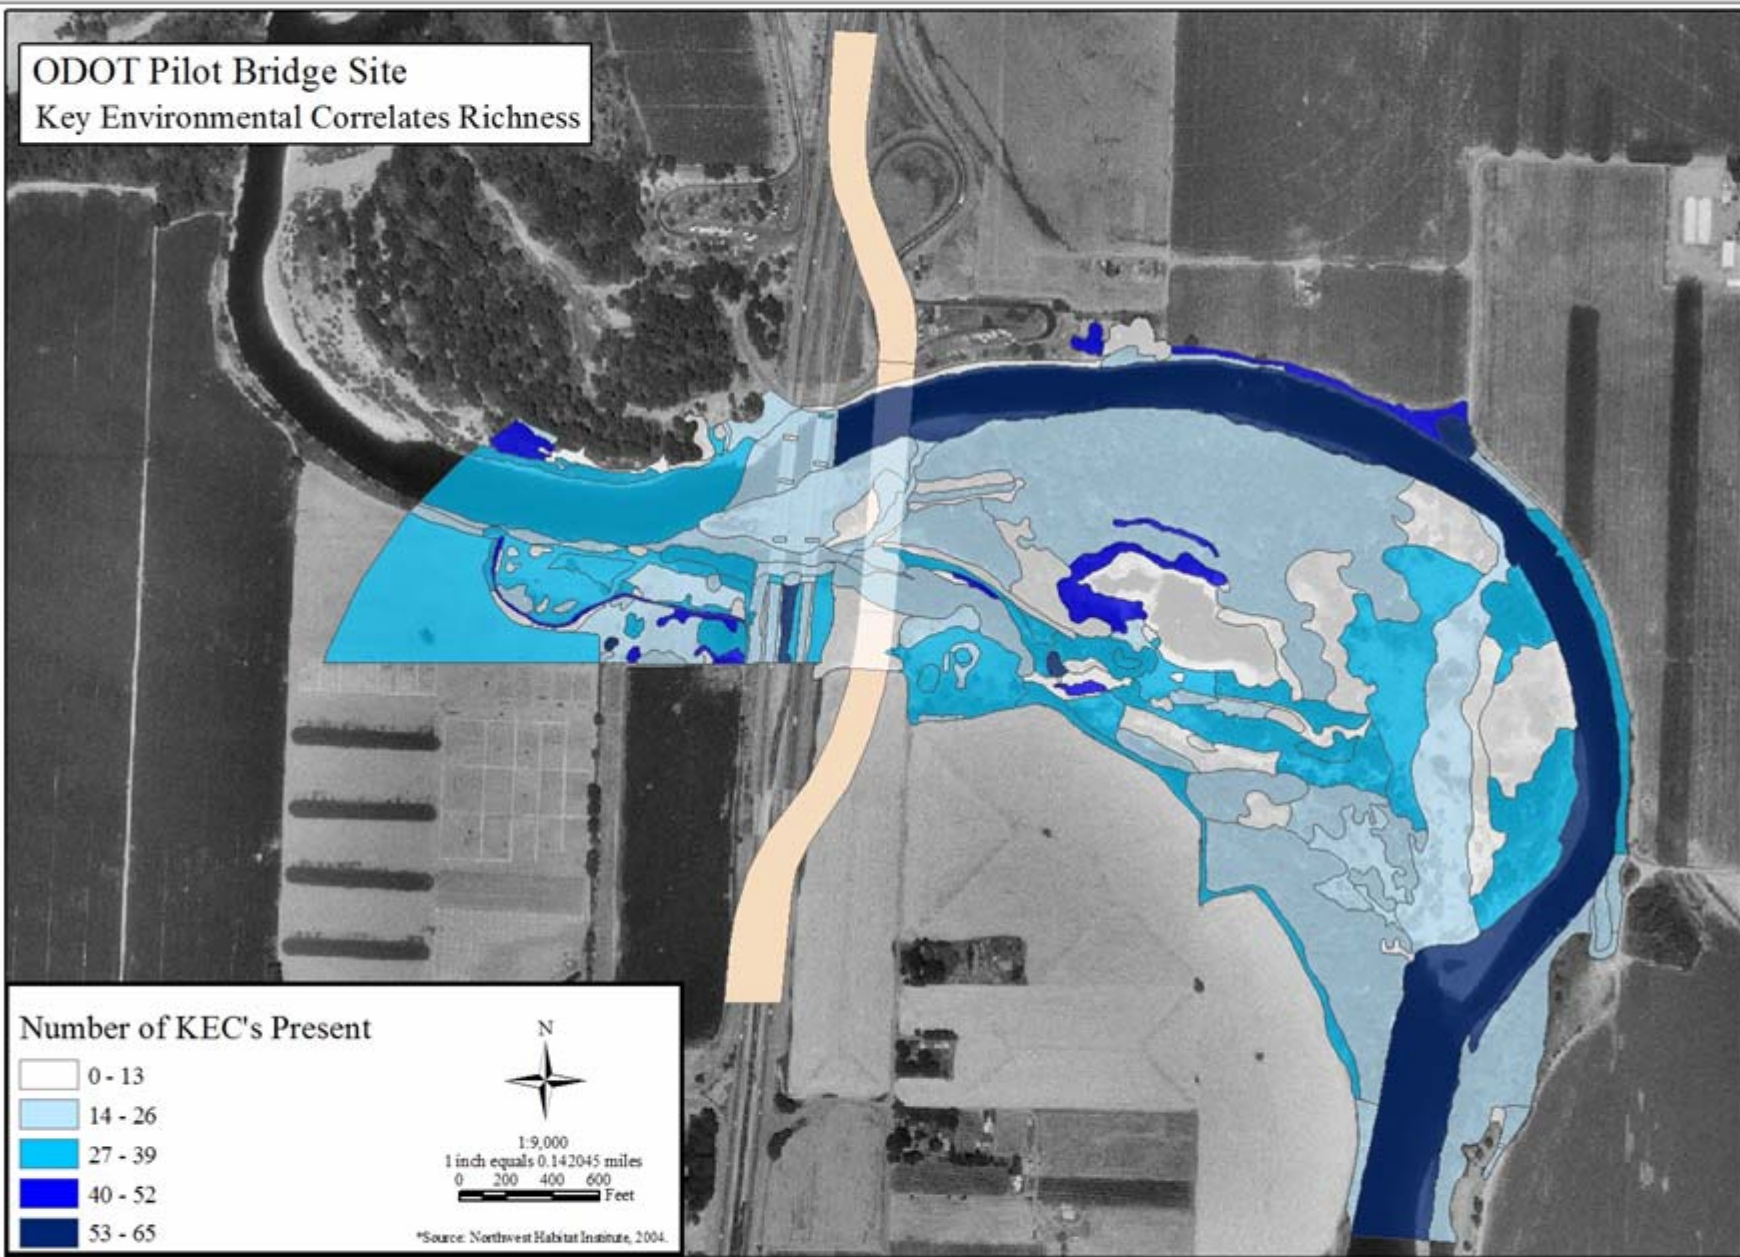 ODOT Pilot Bridge Site
Key Environmental Correlates Richness
Number of KEC's Present
0 - 13
14 - 26
27 - 39
40 - 52
53 - 65
N
1:9,000
1 inch equals 0.142045 miles
0 200 400 600
Feet
*Source: Northwest Habitat Institute, 2004.